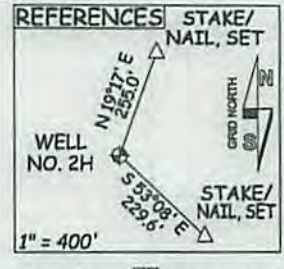 REFERENCES
STAKE/
NAIL, SET
N 19°17' E
255.0'
N
GRID NORTH
S
WELL
NO. 2H
S 53°08' E
229.6'
STAKE/
NAIL, SET
1" = 400'